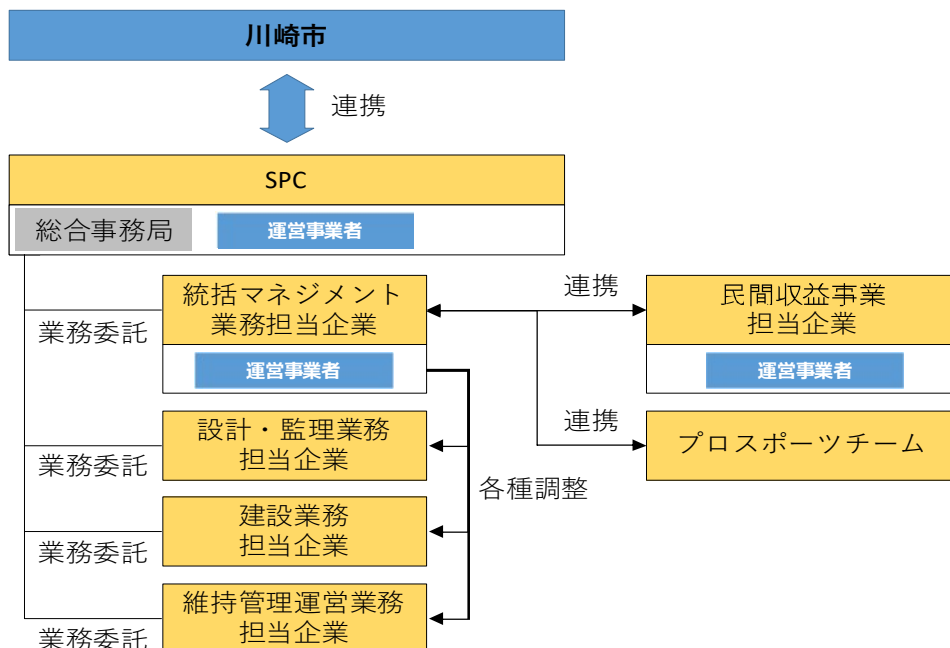 川崎市
連携
SPC
総合事務局
運営事業者
統括マネジメント
業務担当企業
運営事業者
連携
民間収益事業
担当企業
運営事業者
業務委託
設計・監理業務
担当企業
連携
プロスポーツチーム
業務委託
各種調整
建設業務
担当企業
業務委託
維持管理運営業務
担当企業
業務委託